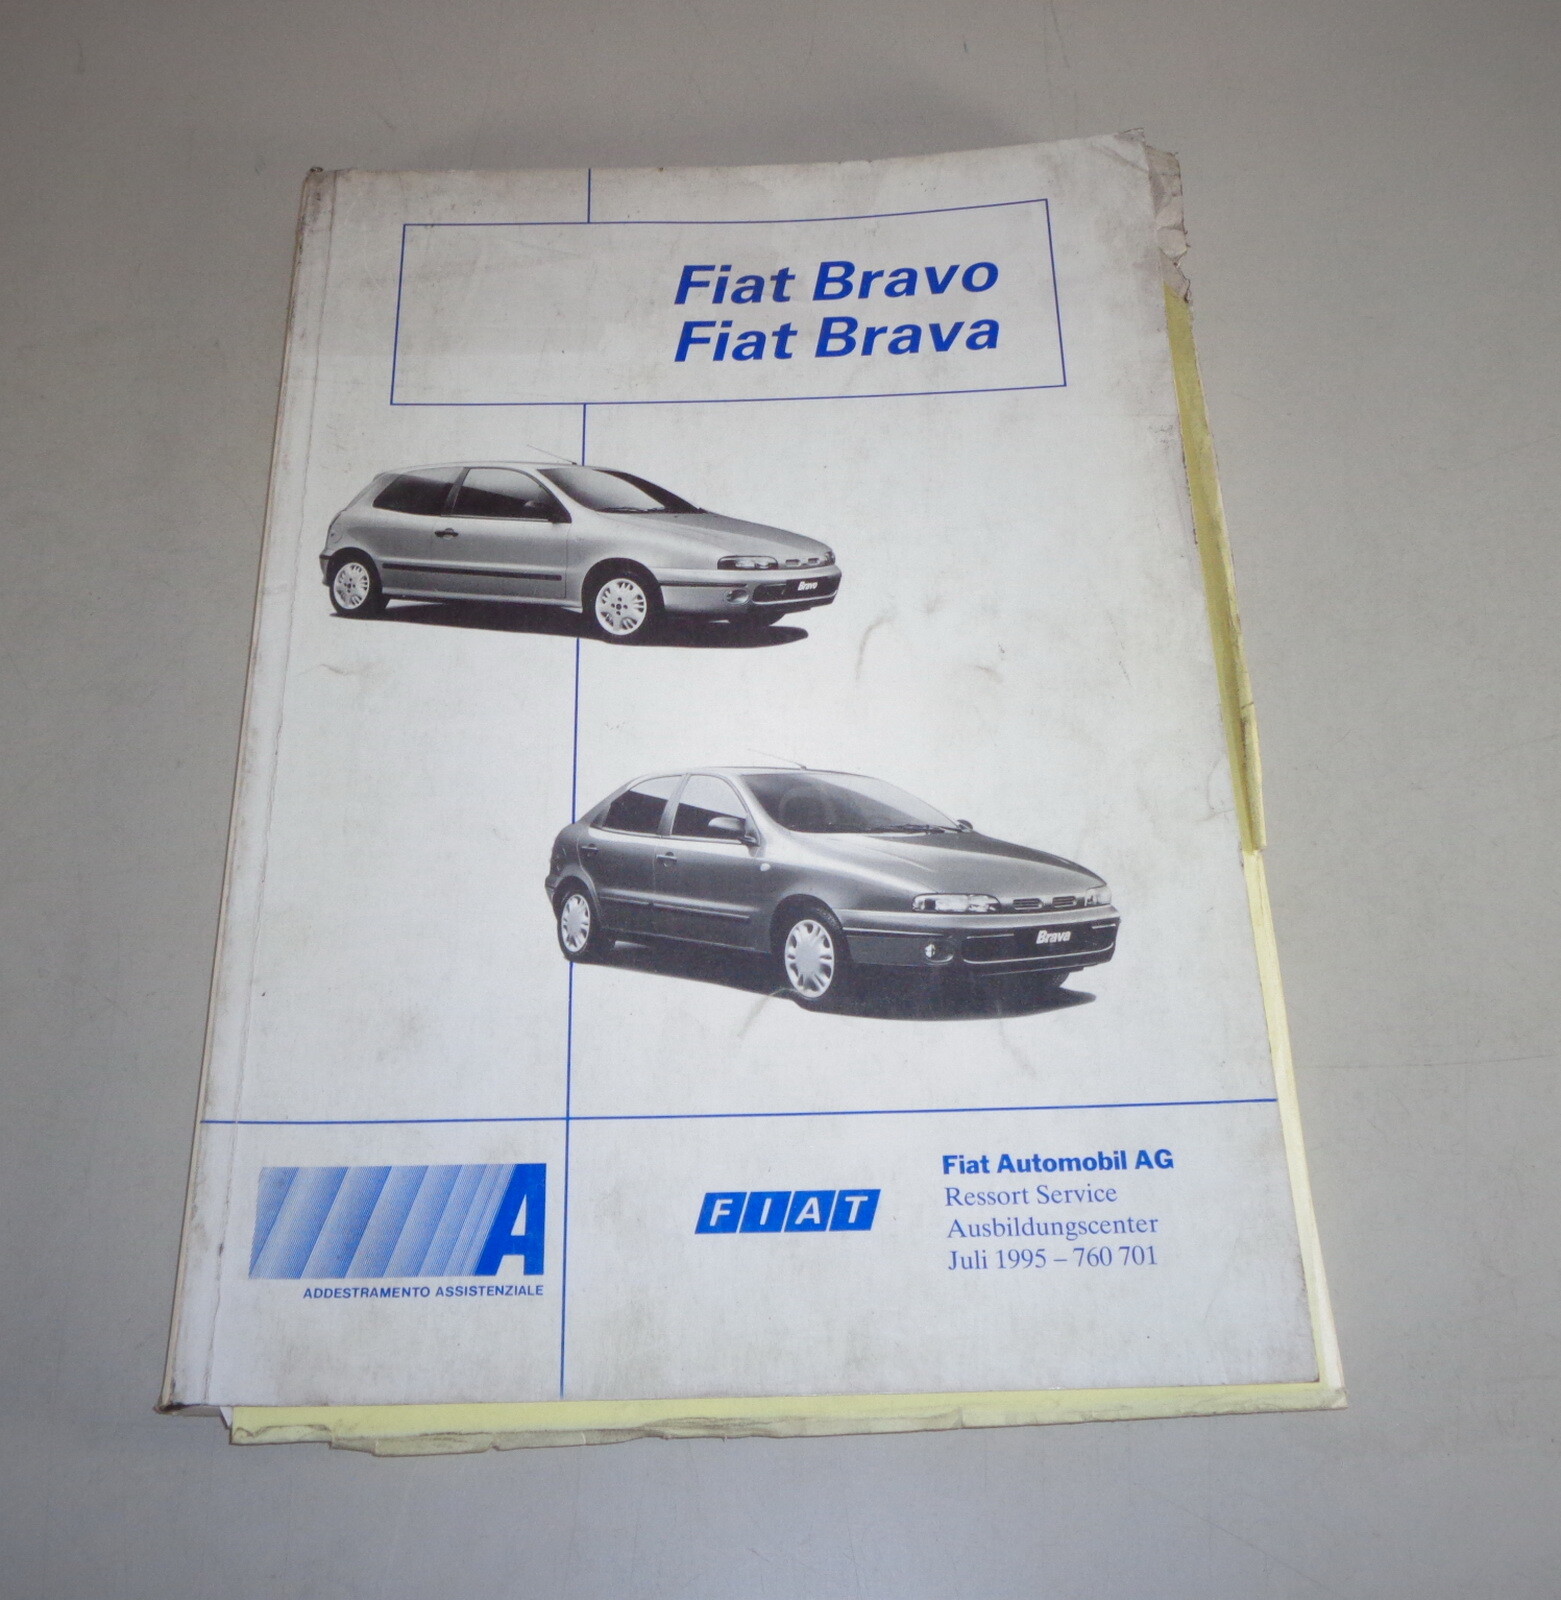 Fiat Bravo
Fiat Brava
Bravo
Brava
A
ADDESTRAMENTO ASSISTENZIALE
FIAT
Fiat Automobil AG
Ressort Service
Ausbildungscenter
Juli 1995 – 760 701